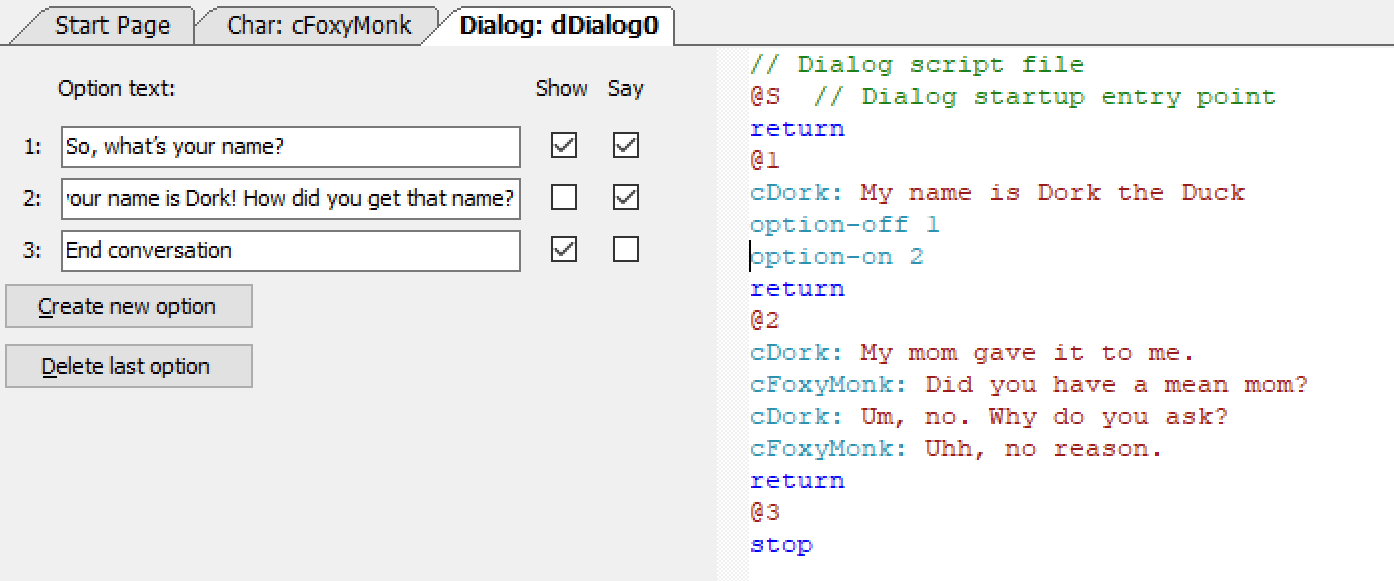 Start Page
Char: cFoxyMonk
Dialog: dDialog0
Option text:
Show
Say
1:
So, what’s your name?
2:
your name is Dork! How did you get that name?
3:
End conversation
Create new option
Delete last option
// Dialog script file
@S // Dialog startup entry point
return
@1
cDork: My name is Dork the Duck
option-off 1
option-on 2
return
@2
cDork: My mom gave it to me.
cFoxyMonk: Did you have a mean mom?
cDork: Um, no. Why do you ask?
cFoxyMonk: Uhh, no reason.
return
@3
stop